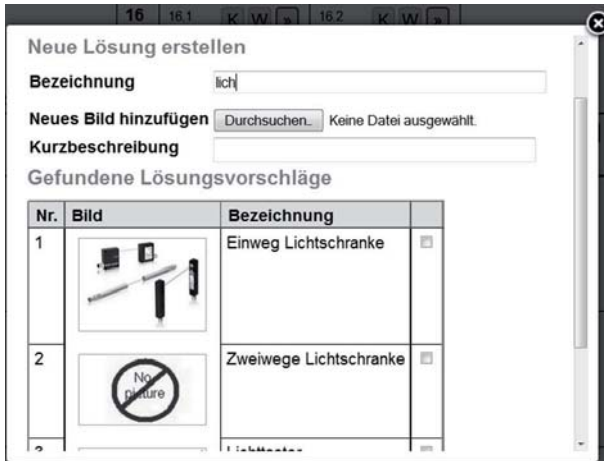 16 16.1 K W » 16.2 K W »
Neue Lösung erstellen
Bezeichnung lich
Neues Bild hinzufügen Durchsuchen_ Keine Datei ausgewählt.
Kurzbeschreibung
Gefundene Lösungsvorschläge
Nr. Bild Bezeichnung
1 Einweg Lichtschranke
2 No picture Zweiwege Lichtschranke